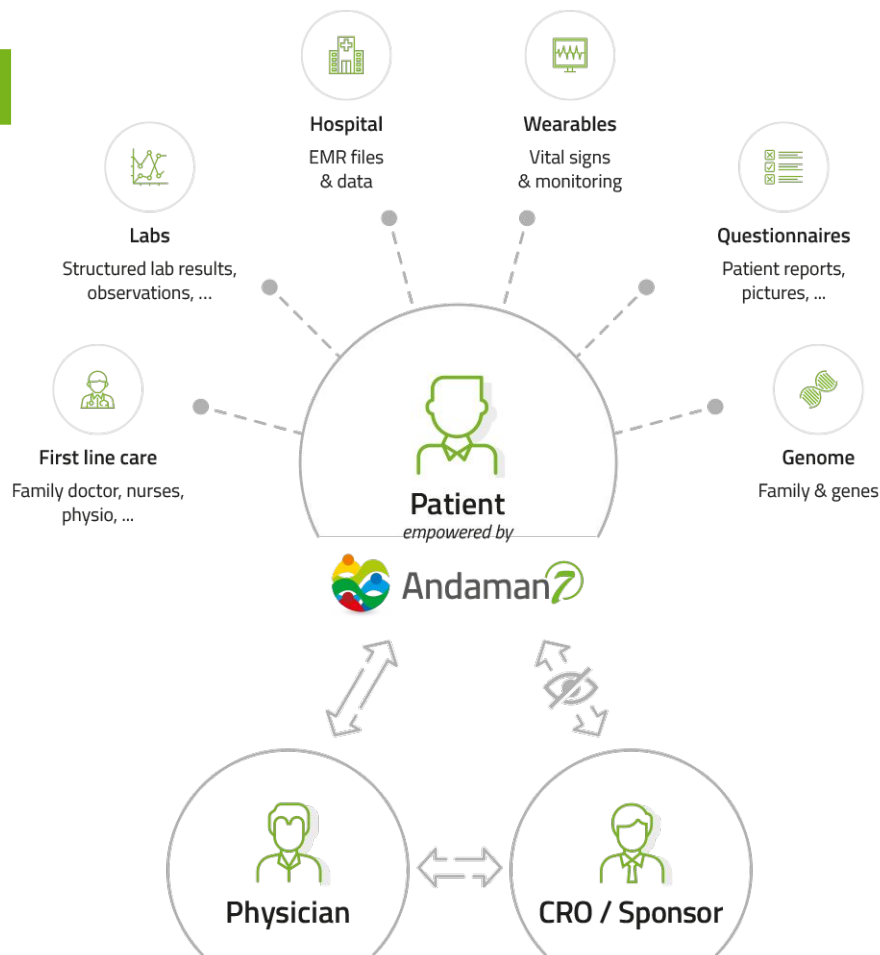 Hospital
EMR files
& data
Wearables
Vital signs
& monitoring
Labs
Structured lab results,
observations, ...
Questionnaires
Patient reports,
pictures, ...
First line care
Family doctor, nurses,
physio, ...
Genome
Family & genes
Patient
empowered by
Andaman7
Physician
CRO / Sponsor